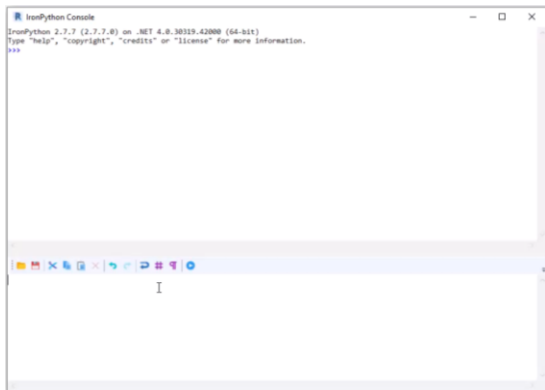 IronPython Console
IronPython 2.7.7 (2.7.7.0) on .NET 4.0.30319.42000 (64-bit)
Type "help", "copyright", "credits" or "license" for more information.
>>>